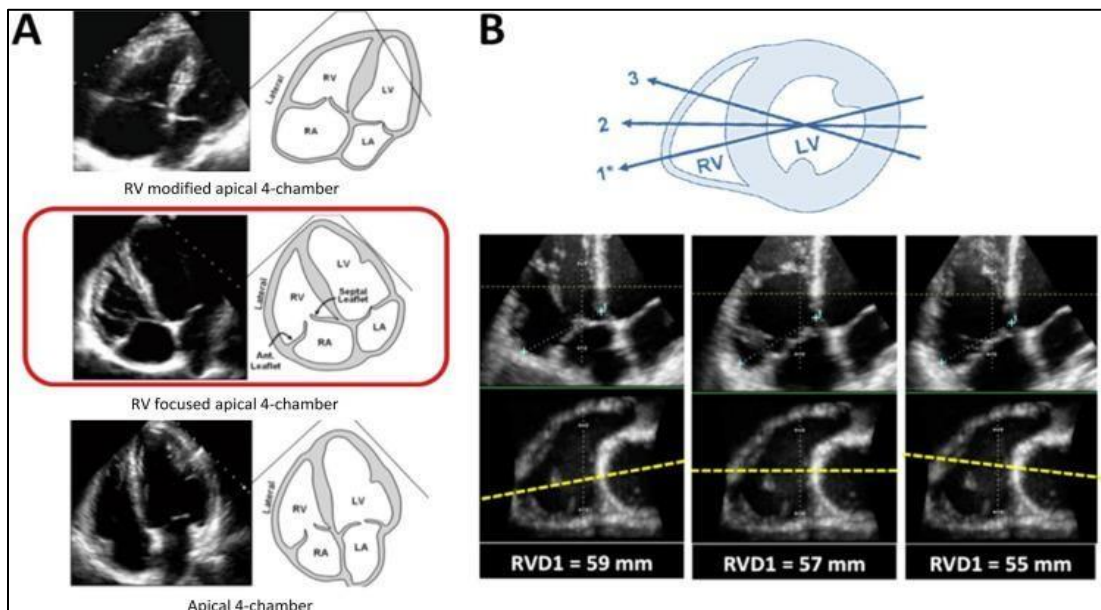 A
Lateral
RV
LV
RA
LA
RV modified apical 4-chamber
Lateral
RV
LV
Septal
Leaflet
RA
LA
Ant.
Leaflet
RV focused apical 4-chamber
Lateral
RV
LV
RA
LA
Apical 4-chamber
B
3
2
1*
RV
LV
RVD1 = 59 mm
RVD1 = 57 mm
RVD1 = 55 mm